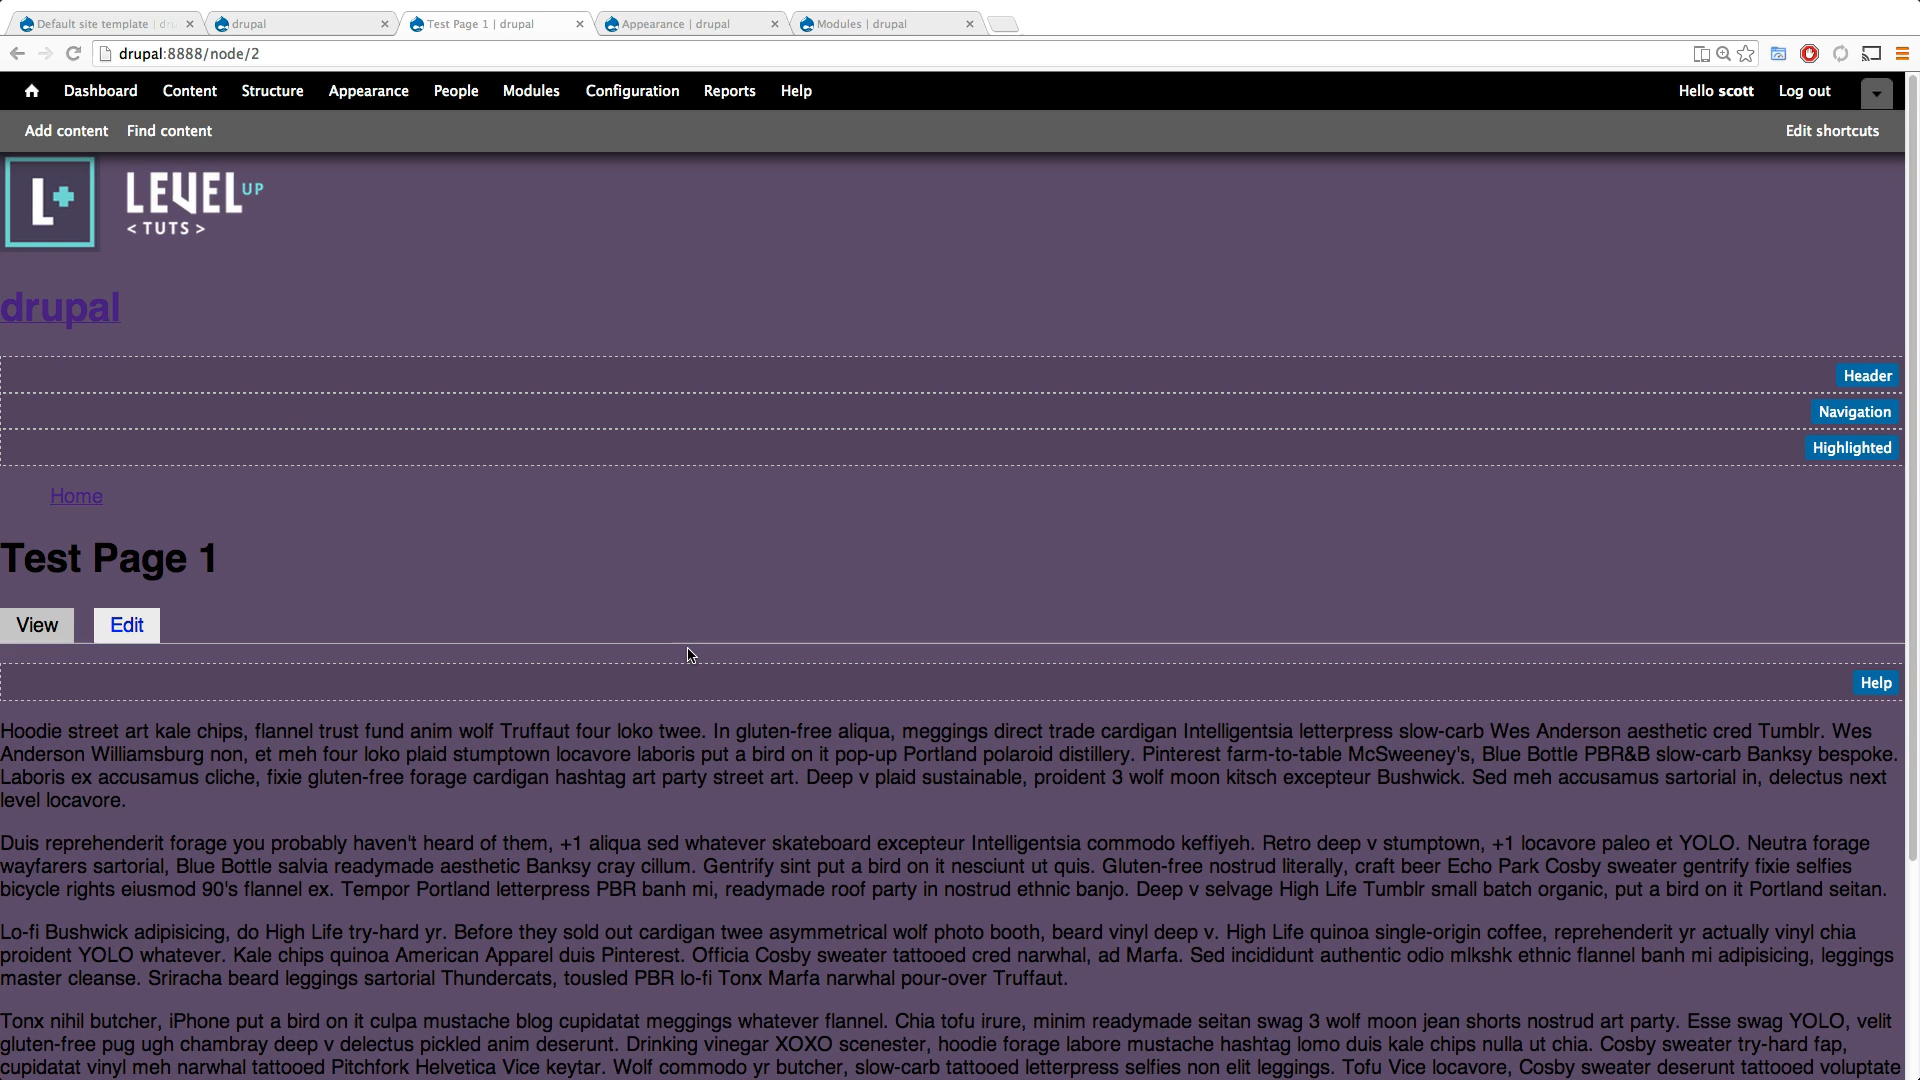 Default site template | dru
drupal
Test Page 1 | drupal
Appearance | drupal
Modules | drupal
drupal:8888/node/2
Dashboard Content Structure Appearance People Modules Configuration Reports Help
Hello scott Log out
Add content Find content
Edit shortcuts
L+
LEVEL UP
< TUTS >
drupal
Header
Navigation
Highlighted
Home
Test Page 1
View Edit
Help
Hoodie street art kale chips, flannel trust fund anim wolf Truffaut four loko twee. In gluten-free aliqua, meggings direct trade cardigan Intelligentsia letterpress slow-carb Wes Anderson aesthetic cred Tumblr. Wes
Anderson Williamsburg non, et meh four loko plaid stumptown locavore laboris put a bird on it pop-up Portland polaroid distillery. Pinterest farm-to-table McSweeney's, Blue Bottle PBR&B slow-carb Banksy bespoke.
Laboris ex accusamus cliche, fixie gluten-free forage cardigan hashtag art party street art. Deep v plaid sustainable, proident 3 wolf moon kitsch excepteur Bushwick. Sed meh accusamus sartorial in, delectus next
level locavore.
Duis reprehenderit forage you probably haven't heard of them, +1 aliqua sed whatever skateboard excepteur Intelligentsia commodo keffiyeh. Retro deep v stumptown, +1 locavore paleo et YOLO. Neutra forage
wayfarers sartorial, Blue Bottle salvia readymade aesthetic Banksy cray cillum. Gentrify sint put a bird on it nesciunt ut quis. Gluten-free nostrud literally, craft beer Echo Park Cosby sweater gentrify fixie selfies
bicycle rights eiusmod 90's flannel ex. Tempor Portland letterpress PBR banh mi, readymade roof party in nostrud ethnic banjo. Deep v selvage High Life Tumblr small batch organic, put a bird on it Portland seitan.
Lo-fi Bushwick adipisicing, do High Life try-hard yr. Before they sold out cardigan twee asymmetrical wolf photo booth, beard vinyl deep v. High Life quinoa single-origin coffee, reprehenderit yr actually vinyl chia
proident YOLO whatever. Kale chips quinoa American Apparel duis Pinterest. Officia Cosby sweater tattooed cred narwhal, ad Marfa. Sed incididunt authentic odio mlkshk ethnic flannel banh mi adipisicing, leggings
master cleanse. Sriracha beard leggings sartorial Thundercats, tousled PBR lo-fi Tonx Marfa narwhal pour-over Truffaut.
Tonx nihil butcher, iPhone put a bird on it culpa mustache blog cupidatat meggings whatever flannel. Chia tofu irure, minim readymade seitan swag 3 wolf moon jean shorts nostrud art party. Esse swag YOLO, velit
gluten-free pug ugh chambray deep v delectus pickled anim deserunt. Drinking vinegar XOXO scenester, hoodie forage labore mustache hashtag lomo duis kale chips nulla ut chia. Cosby sweater try-hard fap,
cupidatat vinyl meh narwhal tattooed Pitchfork Helvetica Vice keytar. Wolf commodo yr butcher, slow-carb tattooed letterpress selfies non elit leggings. Tofu Vice locavore, Cosby sweater deserunt tattooed voluptate